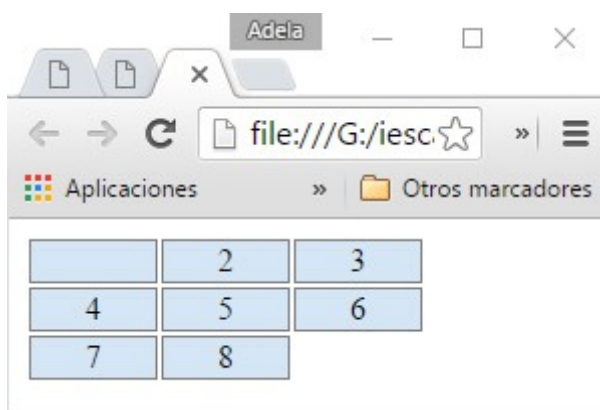 Adela
file:///G:/iesc
Aplicaciones » Otros marcadores
2 3
4 5 6
7 8